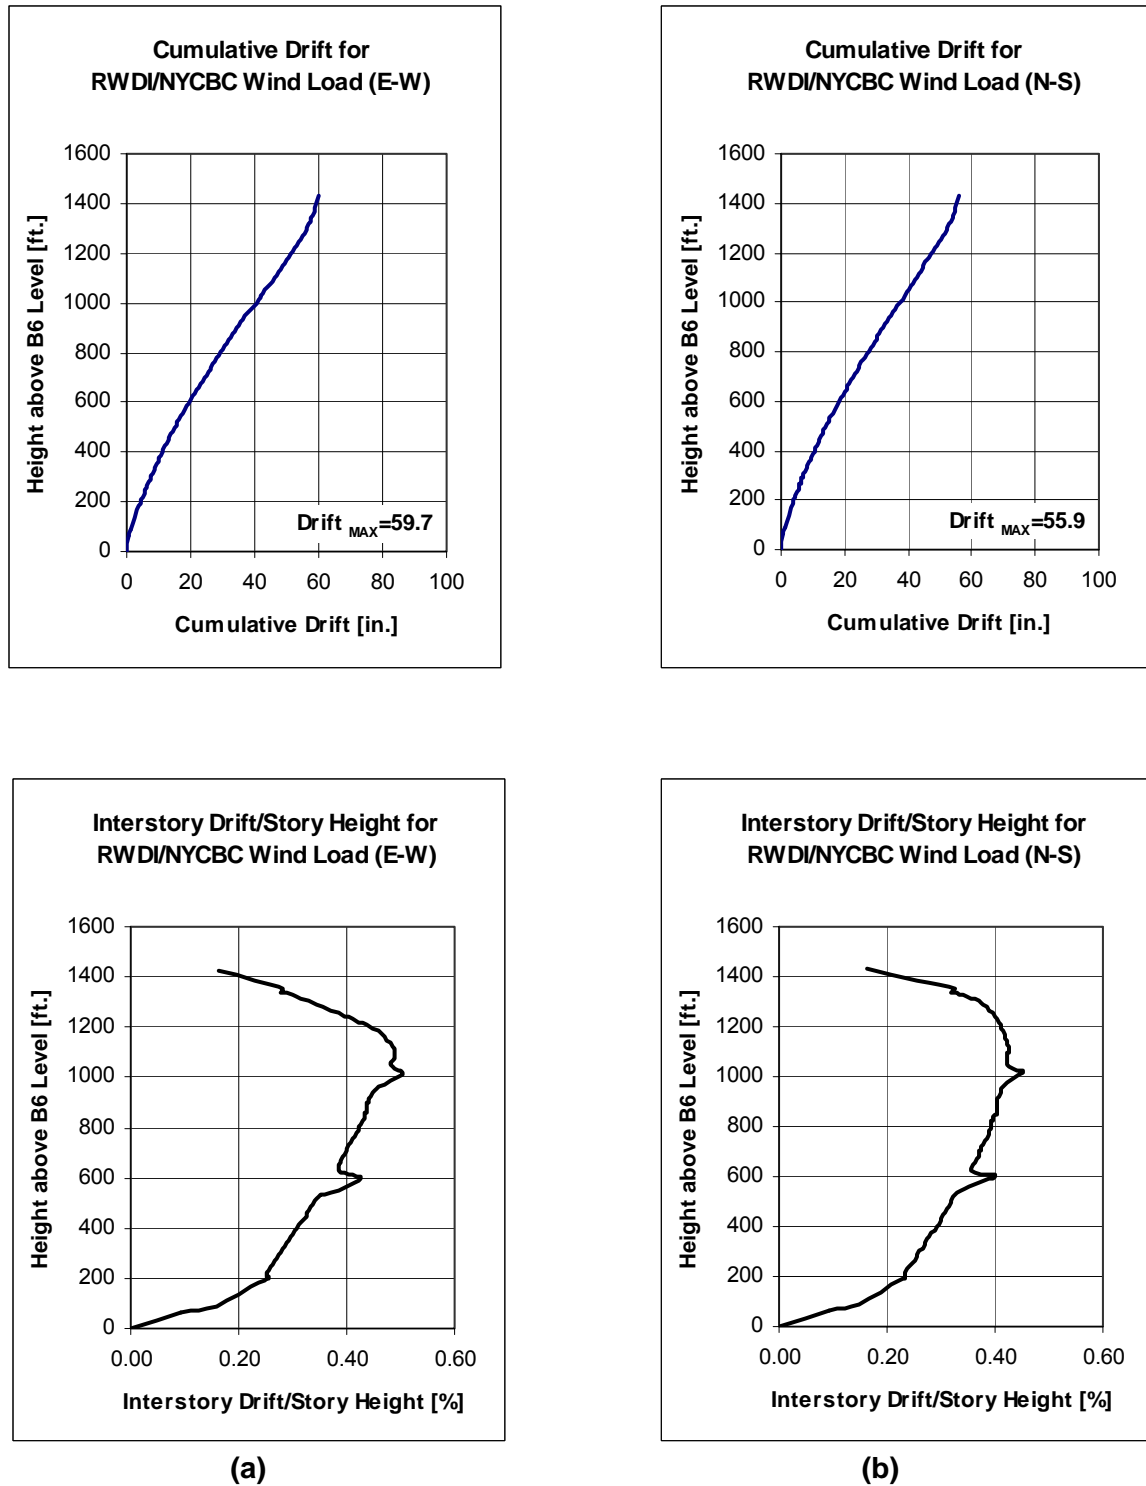 Cumulative Drift for
RWDI/NYCBC Wind Load (E-W)
Height above B6 Level [ft.]
1600
1400
1200
1000
800
600
400
200
0
Drift MAX=59.7
0 20 40 60 80 100
Cumulative Drift [in.]
Cumulative Drift for
RWDI/NYCBC Wind Load (N-S)
Height above B6 Level [ft.]
1600
1400
1200
1000
800
600
400
200
0
Drift MAX=55.9
0 20 40 60 80 100
Cumulative Drift [in.]
Interstory Drift/Story Height for
RWDI/NYCBC Wind Load (E-W)
Height above B6 Level [ft.]
1600
1400
1200
1000
800
600
400
200
0
0.00 0.20 0.40 0.60
Interstory Drift/Story Height [%]
(a)
Interstory Drift/Story Height for
RWDI/NYCBC Wind Load (N-S)
Height above B6 Level [ft.]
1600
1400
1200
1000
800
600
400
200
0
0.00 0.20 0.40 0.60
Interstory Drift/Story Height [%]
(b)